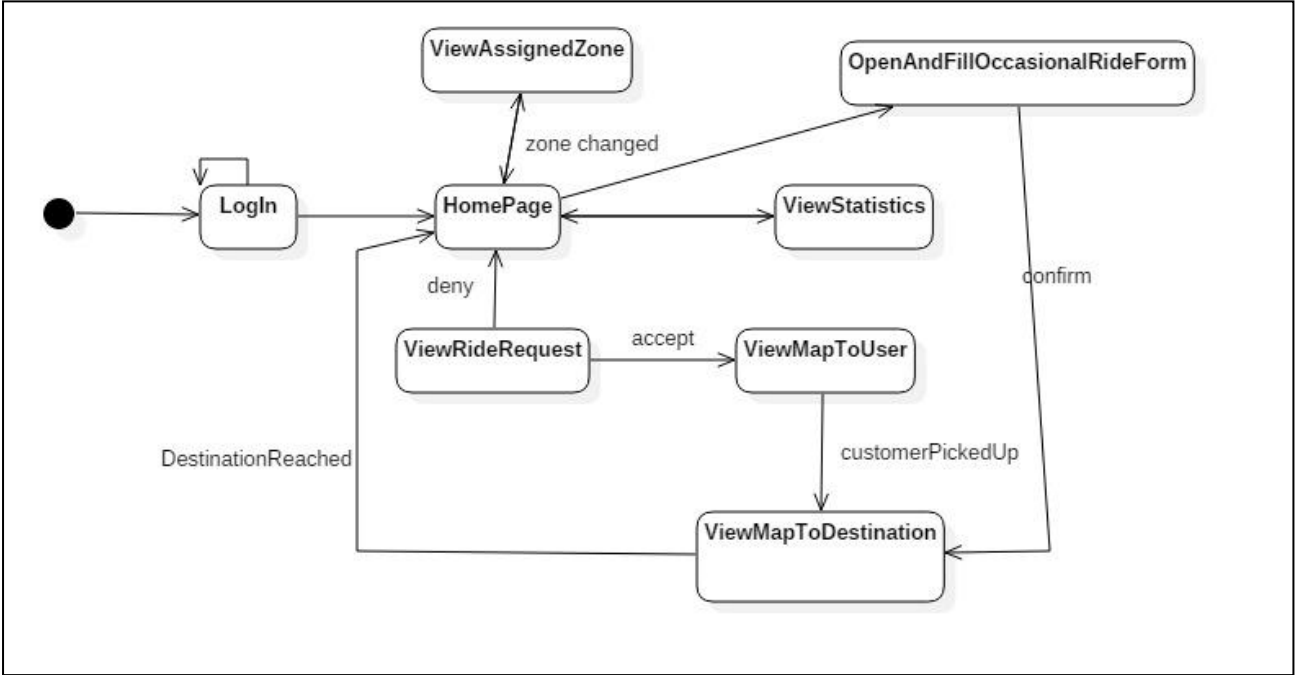 ViewAssignedZone
OpenAndFillOccasionalRideForm
zone changed
LogIn
HomePage
ViewStatistics
deny
confirm
ViewRideRequest
accept
ViewMapToUser
DestinationReached
customerPickedUp
ViewMapToDestination